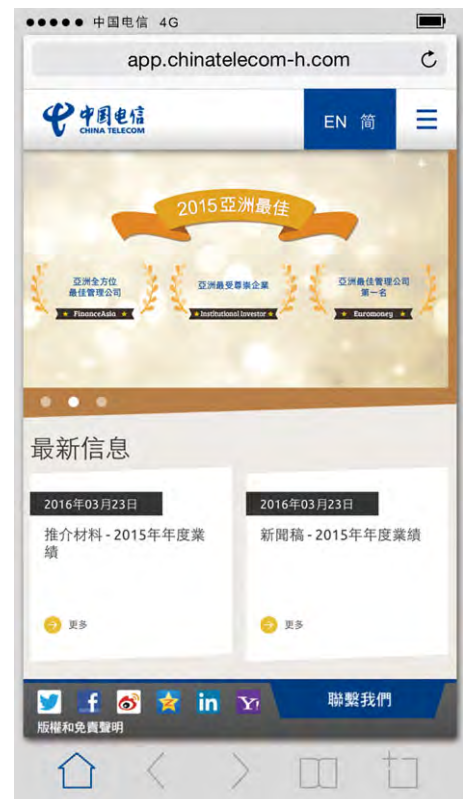 中国电信 4G
app.chinatelecom-h.com
中国电信
CHINA TELECOM
EN 简
2015亞洲最佳
亞洲全方位
最佳管理公司
FinanceAsia
亞洲最受尊崇企業
Institutional Investor
亞洲最佳管理公司
第一名
Euromoney
最新信息
2016年03月23日
推介材料 - 2015年年度業
績
更多
2016年03月23日
新聞稿 - 2015年年度業績
更多
聯繫我們
版權和免責聲明